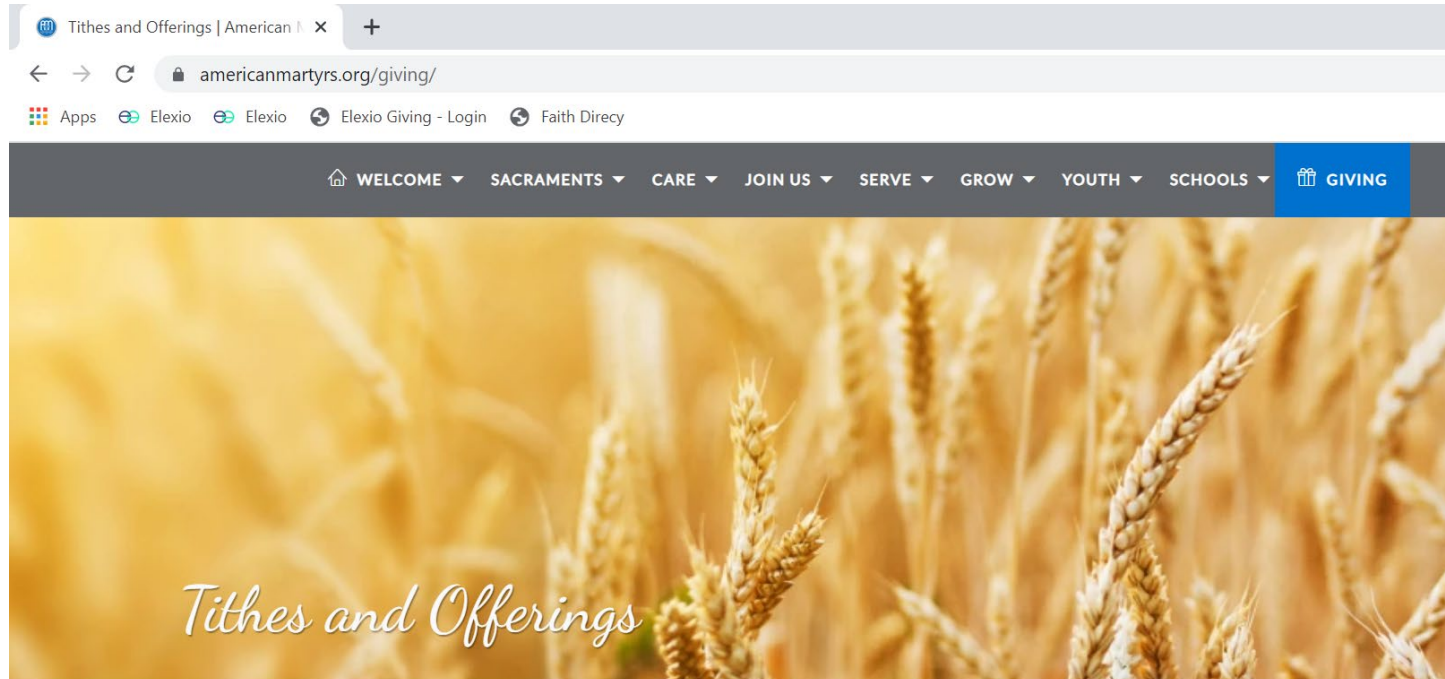 Tithes and Offerings | American
americanmartyrs.org/giving/
Apps Elexio Elexio Elexio Giving - Login Faith Direcy
WELCOME SACRAMENTS CARE JOIN US SERVE GROW YOUTH SCHOOLS GIVING
Tithes and Offerings